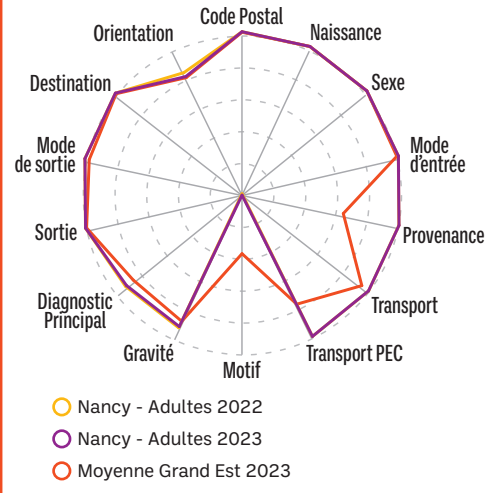 Code Postal
Naissance
Sexe
Mode
d'entrée
Provenance
Transport
Transport PEC
Motif
Gravité
Diagnostic
Principal
Sortie
Mode
de sortie
Destination
Orientation
Nancy - Adultes 2022
Nancy - Adultes 2023
Moyenne Grand Est 2023